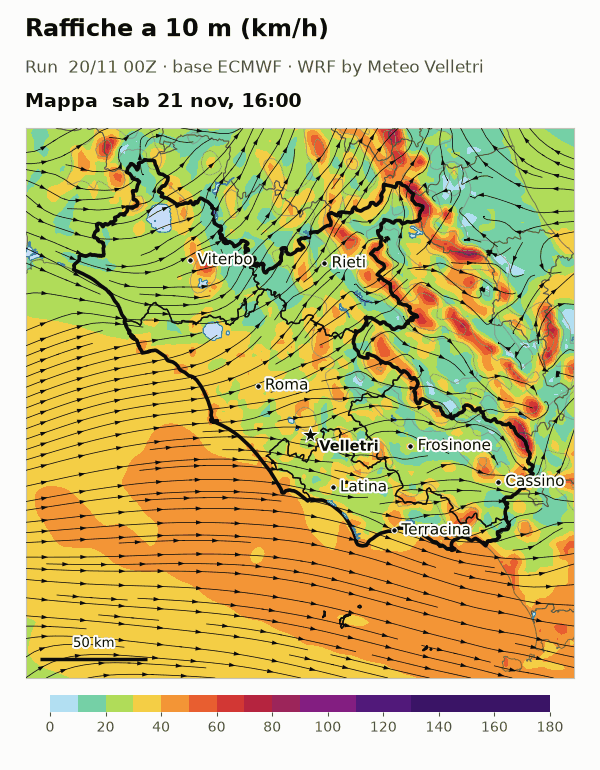 Raffiche a 10 m (km/h)
Run  20/11 00Z · base ECMWF · WRF by Meteo Velletri
Mappa  sab 21 nov, 16:00
Viterbo
Rieti
Roma
Velletri
Frosinone
Cassino
Latina
Terracina
50 km
0 20 40 60 80 100 120 140 160 180